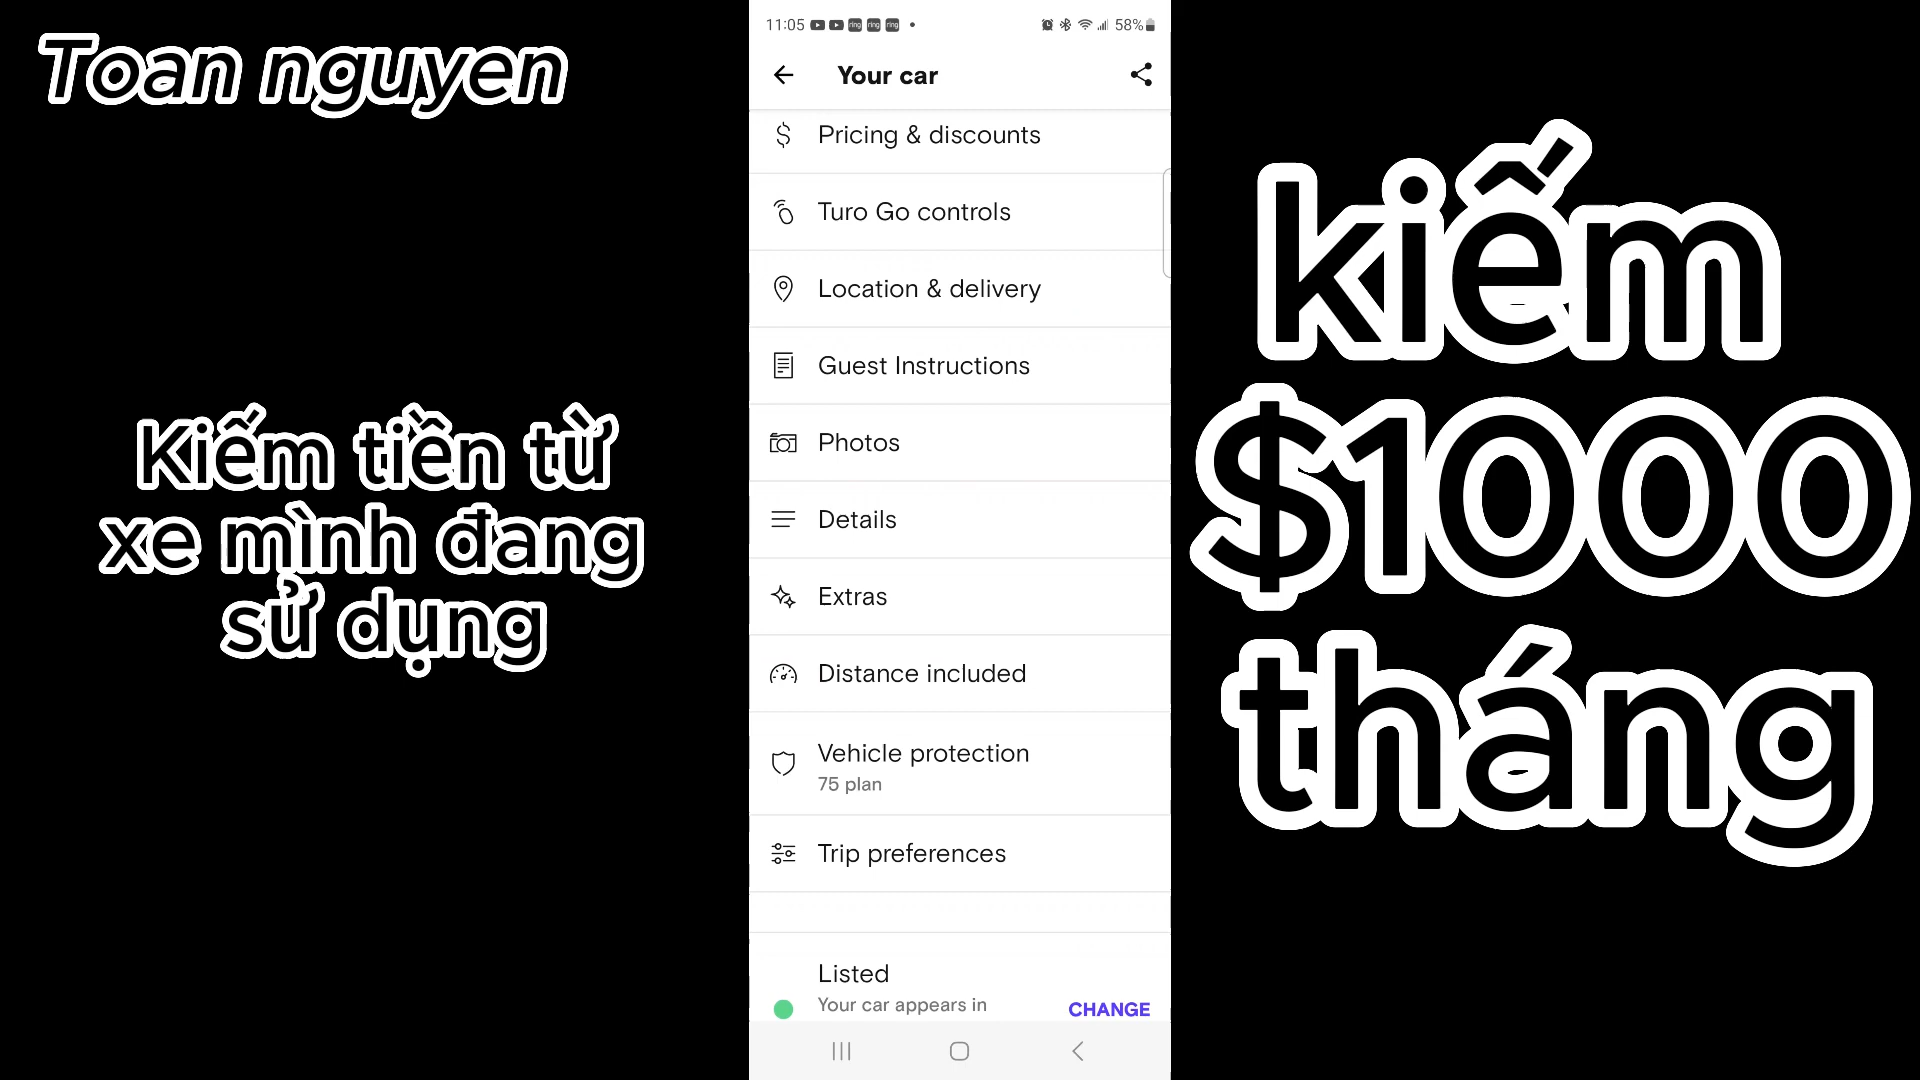 Toan nguyen
Kiếm tiền từ
xe mình đang
sử dụng
11:05
58%
Your car
Pricing & discounts
Turo Go controls
Location & delivery
Guest Instructions
Photos
Details
Extras
Distance included
Vehicle protection
75 plan
Trip preferences
Listed
Your car appears in
CHANGE
kiếm
$1000
tháng